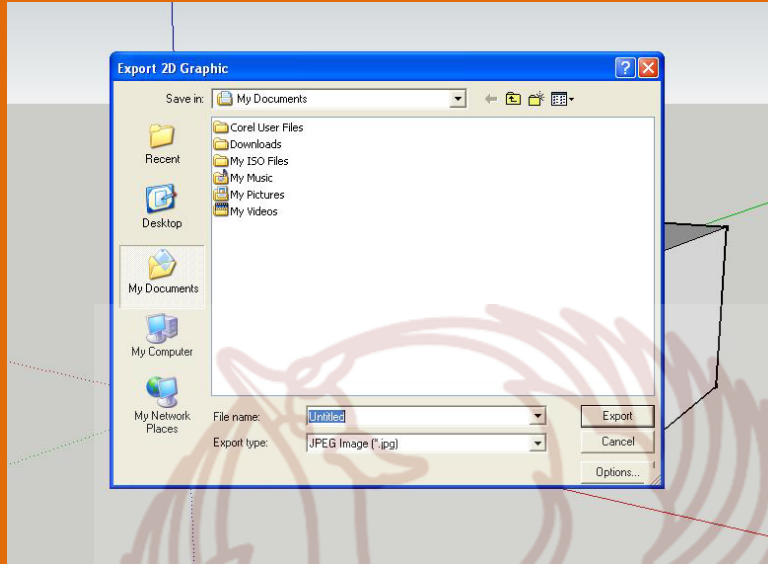 Export 2D Graphic
Save in: My Documents
Corel User Files
Downloads
My ISO Files
My Music
My Pictures
My Videos
Recent
Desktop
My Documents
My Computer
My Network
Places
File name: Untitled
Export
Export type: JPEG Image (*.jpg)
Cancel
Options...